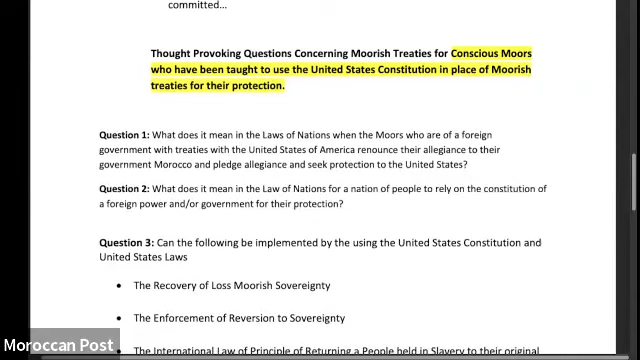 committed…
Thought Provoking Questions Concerning Moorish Treaties for Conscious Moors
who have been taught to use the United States Constitution in place of Moorish
treaties for their protection.
Question 1: What does it mean in the Laws of Nations when the Moors who are of a foreign
government with treaties with the United States of America renounce their allegiance to their
government Morocco and pledge allegiance and seek protection to the United States?
Question 2: What does it mean in the Law of Nations for a nation of people to rely on the constitution of
a foreign power and/or government for their protection?
Question 3: Can the following be implemented by the using the United States Constitution and
United States Laws
• The Recovery of Loss Moorish Sovereignty
• The Enforcement of Reversion to Sovereignty
• The International Law of Principle of Returning a People held in Slavery to their original
Moroccan Post